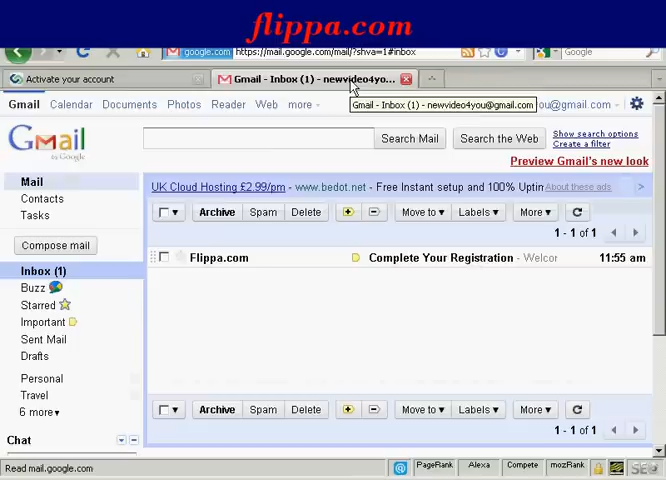 flippa.com
google.com https://mail.google.com/mail/?shva=1#inbox Google
Activate your account Gmail - Inbox (1) - newvideo4yo...
Gmail Calendar Documents Photos Reader Web more Gmail - Inbox (1) - newvideo4you@gmail.com ou@gmail.com
Gmail by Google
Search Mail Search the Web Show search options
Create a filter
Preview Gmail's new look
Mail
Contacts
Tasks
Compose mail
Inbox (1)
Buzz
Starred
Important
Sent Mail
Drafts
Personal
Travel
6 more
Chat
UK Cloud Hosting £2.99/pm - www.bedot.net - Free Instant setup and 100% Uptin About these ads >
Archive Spam Delete Move to Labels More
1 - 1 of 1
Flippa.com Complete Your Registration - Welcor 11:55 am
Archive Spam Delete Move to Labels More
1 - 1 of 1
Read mail.google.com PageRank Alexa Compete mozRank SEO